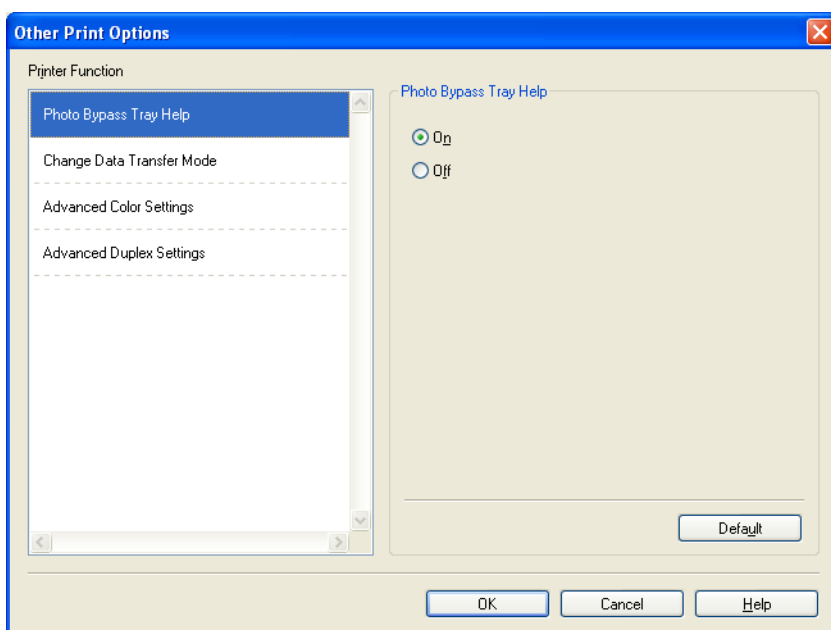 Other Print Options
Printer Function
Photo Bypass Tray Help
Change Data Transfer Mode
Advanced Color Settings
Advanced Duplex Settings
Photo Bypass Tray Help
On
Off
Default
OK
Cancel
Help